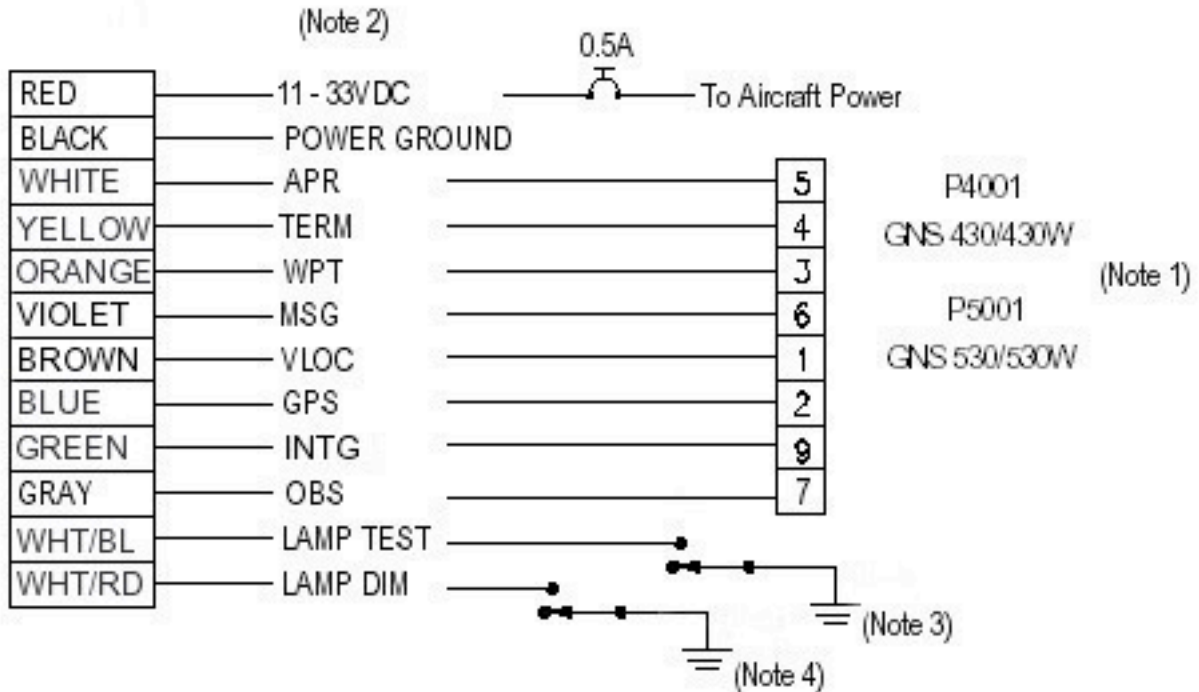 (Note 2)
0.5A
RED 11 - 33VDC To Aircraft Power
BLACK POWER GROUND
WHITE APR 5 P4001
YELLOW TERM 4 GNS 430/430W
ORANGE WPT 3 (Note 1)
VIOLET MSG 6 P5001
BROWN VLOC 1 GNS 530/530W
BLUE GPS 2
GREEN INTG 9
GRAY OBS 7
WHT/BL LAMP TEST
WHT/RD LAMP DIM
(Note 3)
(Note 4)